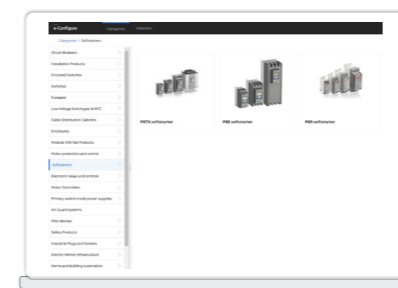 e-Configure
Categories
Solutions
Categories > Softstarters
Circuit Breakers
Installation Products
Enclosed Switches
Switches
Fusegear
Low Voltage Switchgear & MCC
Cable Distribution Cabinets
Enclosures
Modular DIN Rail Products
Motor protection and control
Softstarters
Electronic relays and controls
Motor Controllers
Primary switch mode power supplies
Arc Guard systems
Pilot devices
Safety Products
Industrial Plugs and Sockets
Electric Vehicle Infrastructure
Home and Building Automation
PSTX softstarter
PSE softstarter
PSR softstarter